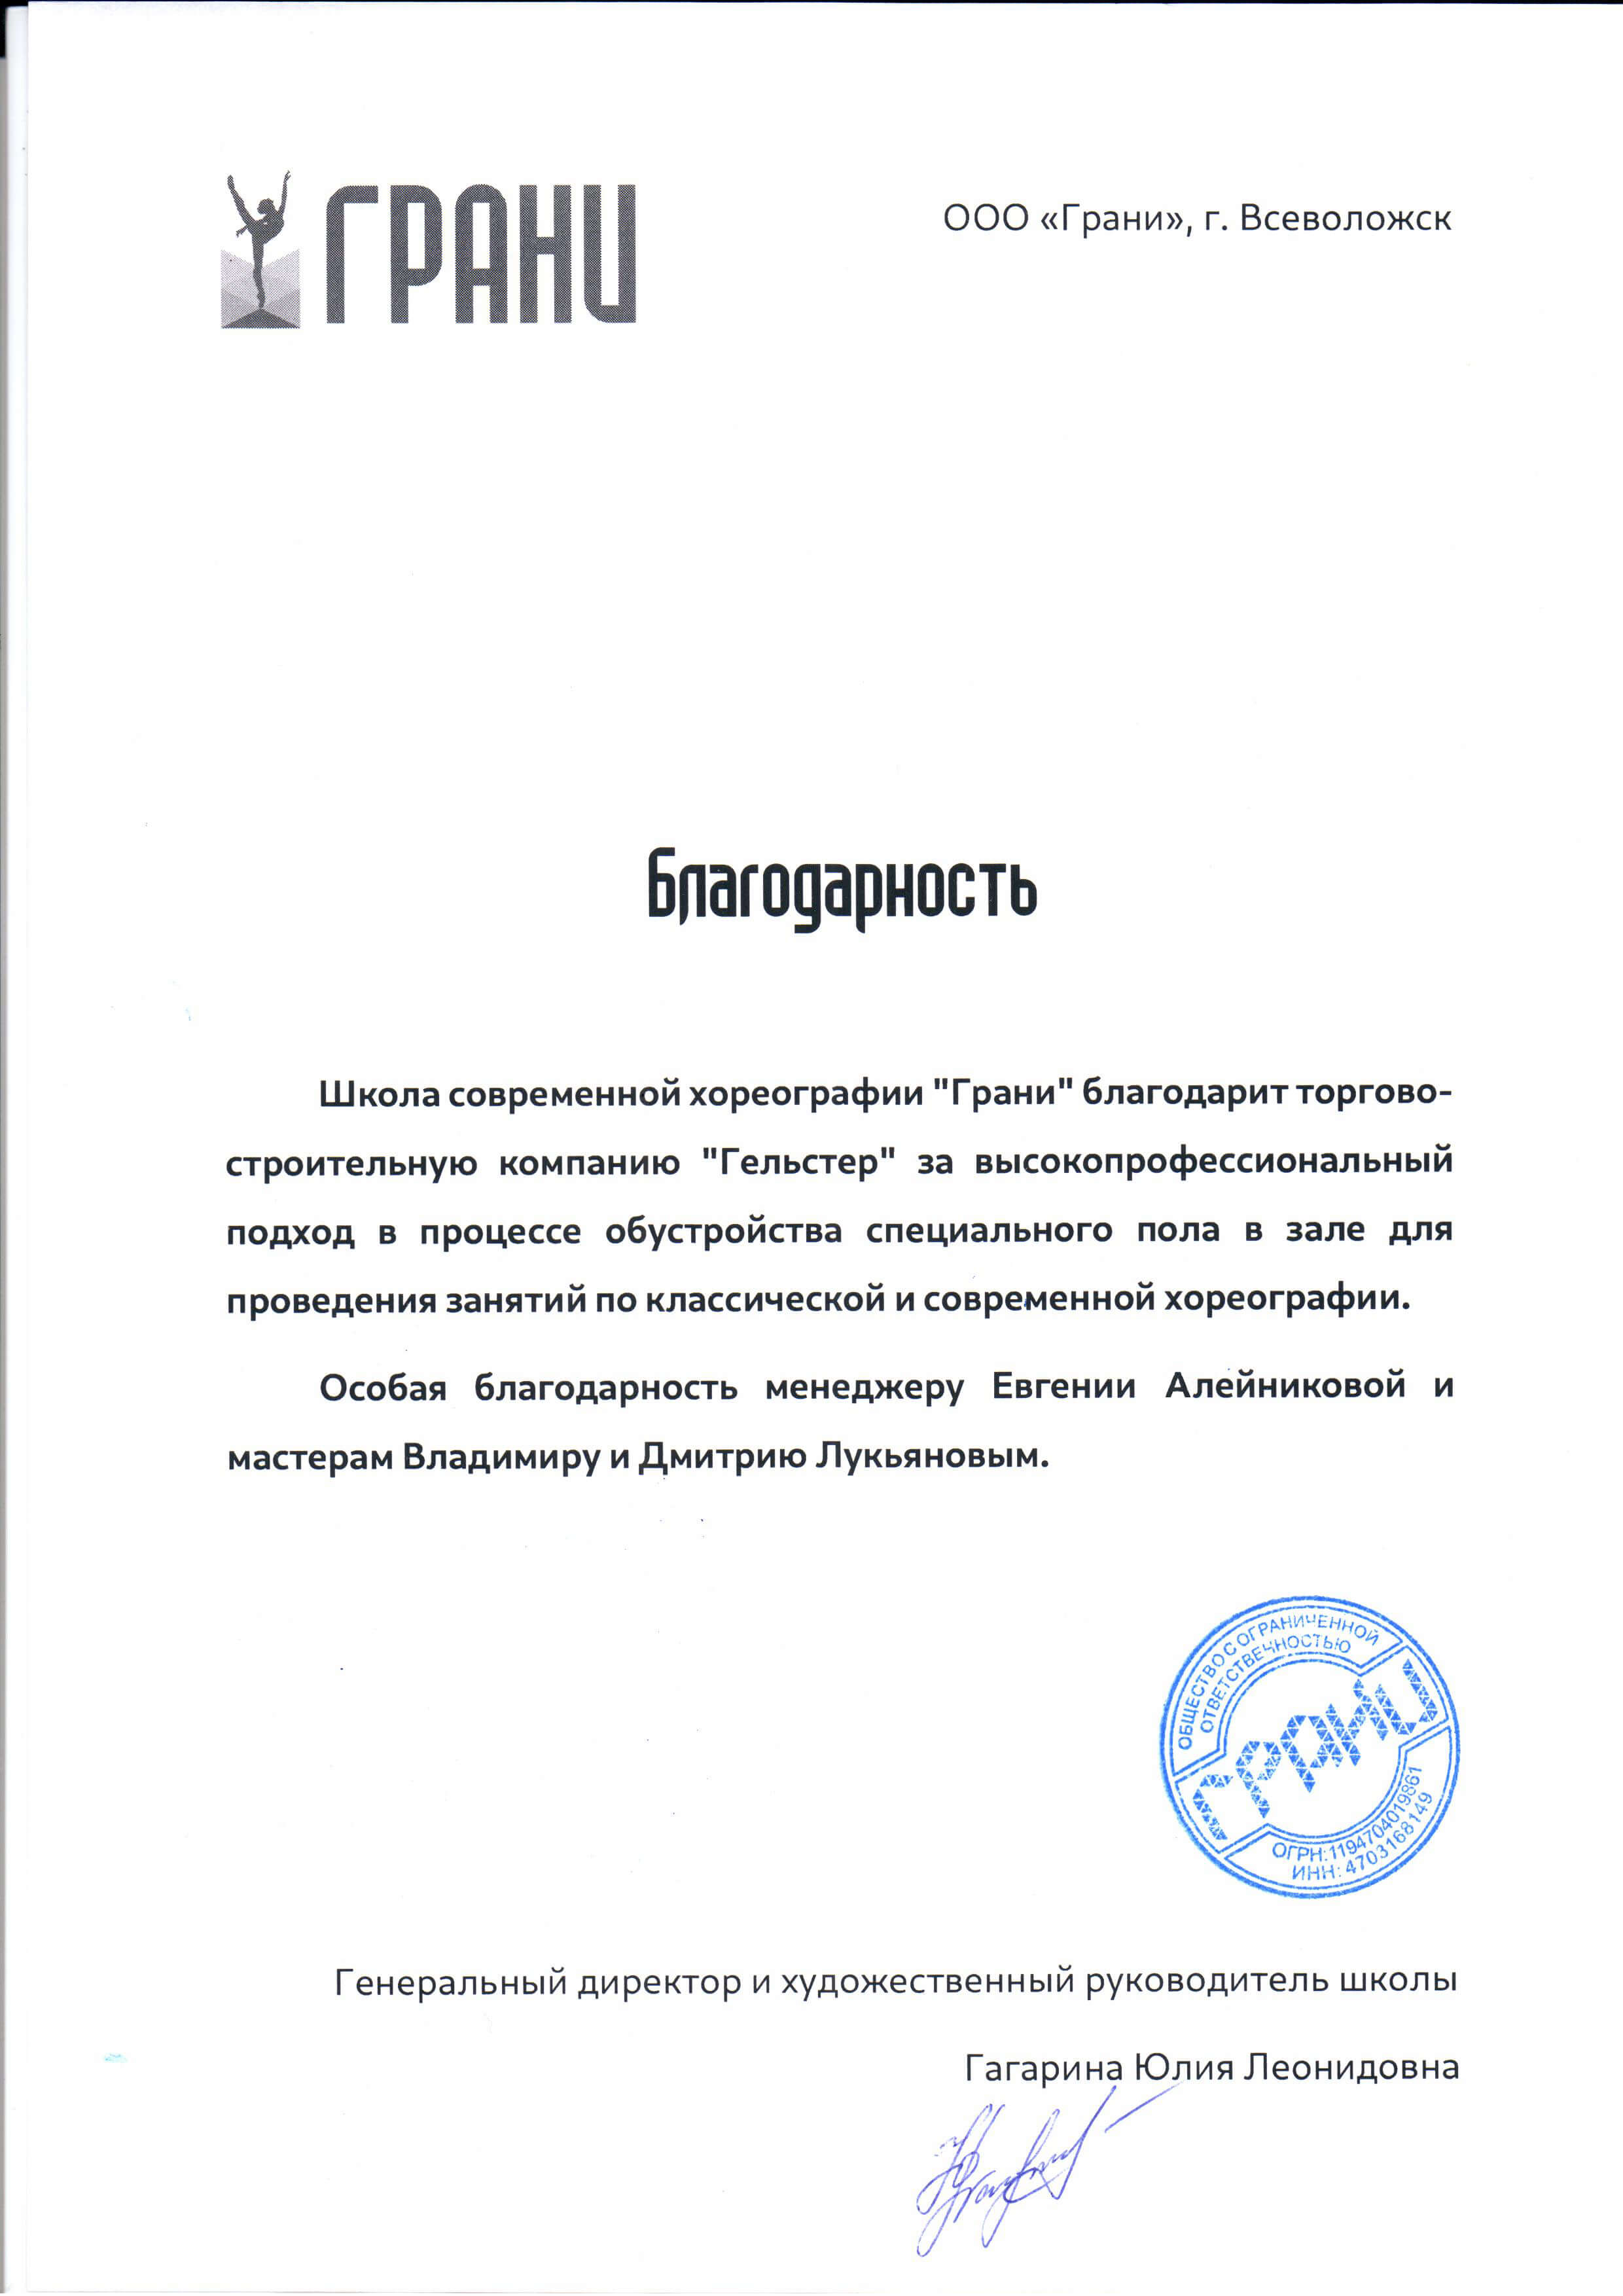 ГРАНИ
ООО «Грани», г. Всеволожск
Благодарность
Школа современной хореографии "Грани" благодарит торгово-
строительную компанию "Гельстер" за высокопрофессиональный
подход в процессе обустройства специального пола в зале для
проведения занятий по классической и современной хореографии.
Особая благодарность менеджеру Евгении Алейниковой и
мастерам Владимиру и Дмитрию Лукьяновым.
ОБЩЕСТВО С ОГРАНИЧЕННОЙ
ОТВЕТСТВЕННОСТЬЮ
ГРАНИ
ОГРН: 1194704019861
ИНН: 4703168149
Генеральный директор и художественный руководитель школы
Гагарина Юлия Леонидовна